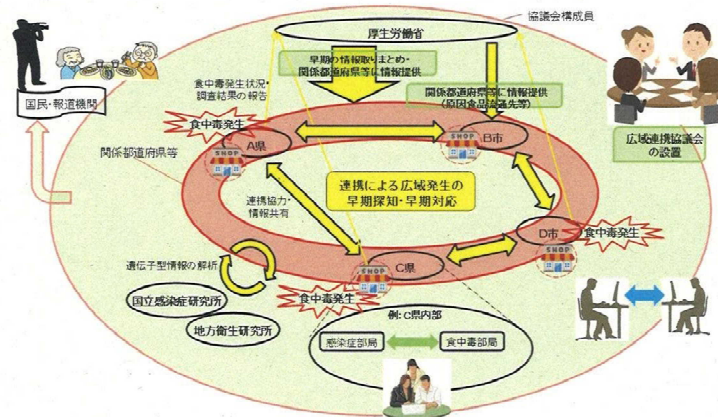 協議会構成員
厚生労働省
早期の情報取りまとめ・
関係都道府県等に情報提供
食中毒発生状況・
調査結果の報告
関係都道府県等に情報提供
(原因食品流通先等)
国民・報道機関
食中毒発生
A県
B市
SHOP
SHOP
広域連携協議会
の設置
関係都道府県等
連携による広域発生の
早期探知・早期対応
連携協力・
情報共有
D市
食中毒発生
SHOP
遺伝子型情報の解析
C県
SHOP
食中毒発生
国立感染症研究所
地方衛生研究所
例:C県内部
感染症部局
食中毒部局